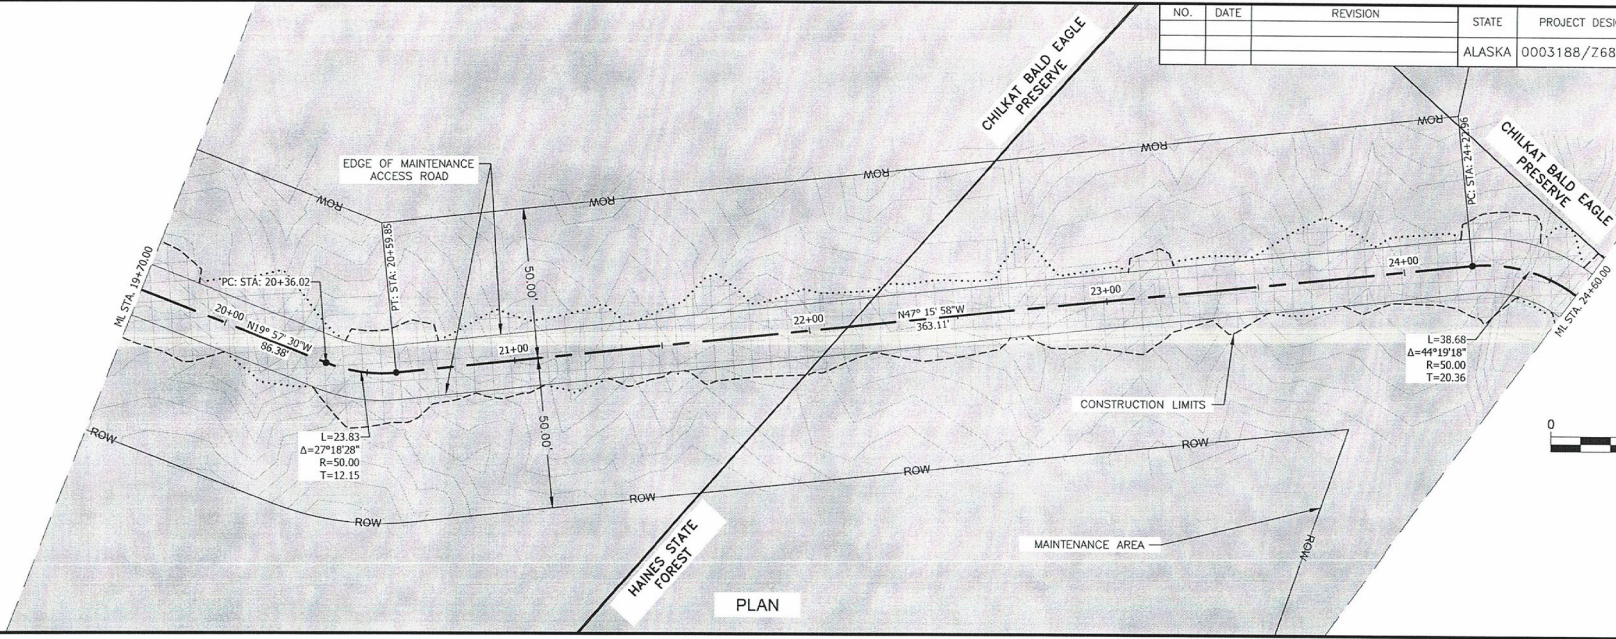 NO.
DATE
REVISION
STATE
PROJECT DESI
ALASKA
0003188/Z68
CHILKAT BALD EAGLE
PRESERVE
CHILKAT BALD EAGLE
PRESERVE
ROW
ROW
ROW
ROW
ROW
EDGE OF MAINTENANCE
ACCESS ROAD
PC: STA: 24+22.96
ML STA. 19+70.00
PC: STA: 20+36.02
PT: STA: 20+59.85
50.00'
20+00
N19° 57' 30"W
86.38'
21+00
22+00
N47° 15' 58"W
363.11'
23+00
24+00
ML STA. 24+60.00
L=38.68
Δ=44°19'18"
R=50.00
T=20.36
CONSTRUCTION LIMITS
50.00'
L=23.83
Δ=27°18'28"
R=50.00
T=12.15
0
ROW
ROW
ROW
ROW
ROW
ROW
MAINTENANCE AREA
HAINES STATE
FOREST
PLAN